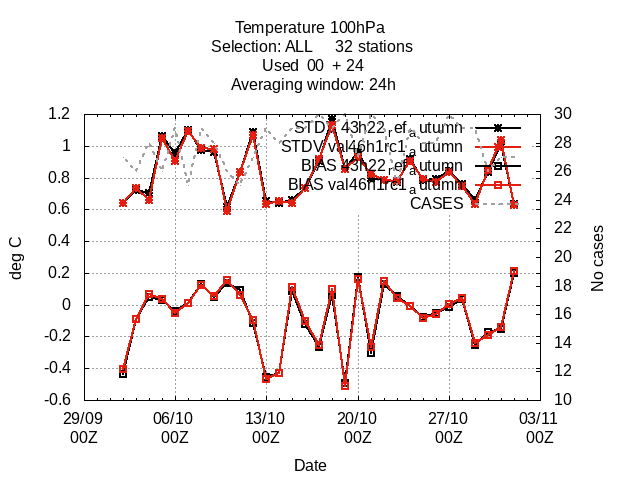 Temperature 100hPa
Selection: ALL 32 stations
Used 00 + 24
Averaging window: 24h
1.2
1
0.8
0.6
0.4
0.2
0
-0.2
-0.4
-0.6
deg C
30
28
26
24
22
20
18
16
14
12
10
No cases
STDV 43h22_ref_autumn
STDV val46h1rc1_autumn
BIAS 43h22_ref_autumn
BIAS val46h1rc1_autumn
CASES
29/09 06/10 13/10 20/10 27/10 03/11
00Z 00Z 00Z 00Z 00Z 00Z
Date